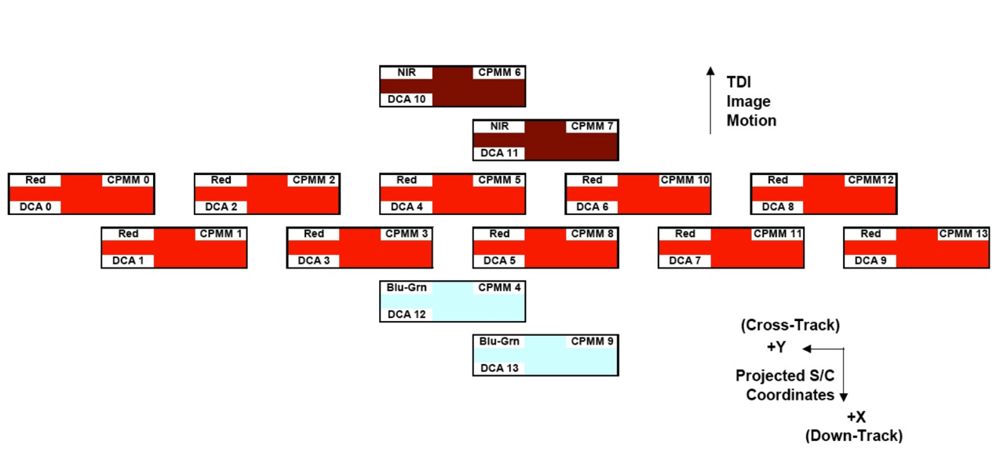 NIR CPMM 6
DCA 10
TDI
Image
Motion
NIR CPMM 7
DCA 11
Red CPMM 0
DCA 0
Red CPMM 2
DCA 2
Red CPMM 5
DCA 4
Red CPMM 10
DCA 6
Red CPMM12
DCA 8
Red CPMM 1
DCA 1
Red CPMM 3
DCA 3
Red CPMM 8
DCA 5
Red CPMM 11
DCA 7
Red CPMM 13
DCA 9
Blu-Grn CPMM 4
DCA 12
Blu-Grn CPMM 9
DCA 13
(Cross-Track)
+Y
Projected S/C
Coordinates
+X
(Down-Track)